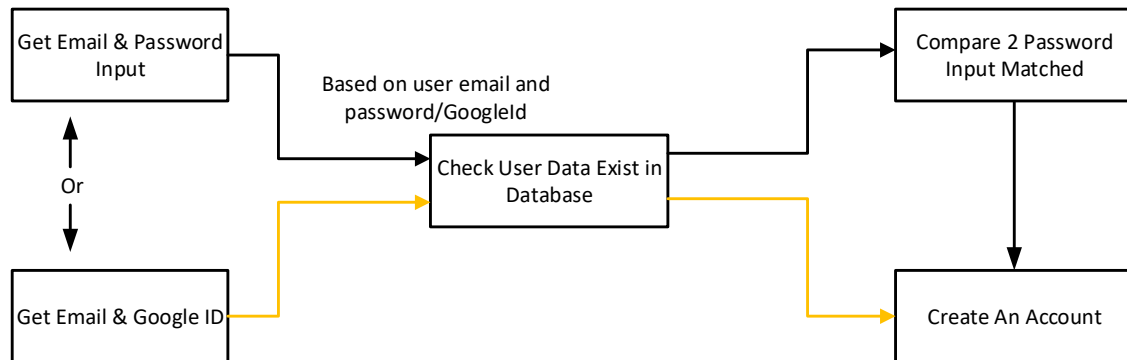 Get Email & Password
Input
Compare 2 Password
Input Matched
Based on user email and
password/GoogleId
Check User Data Exist in
Database
Or
Get Email & Google ID
Create An Account